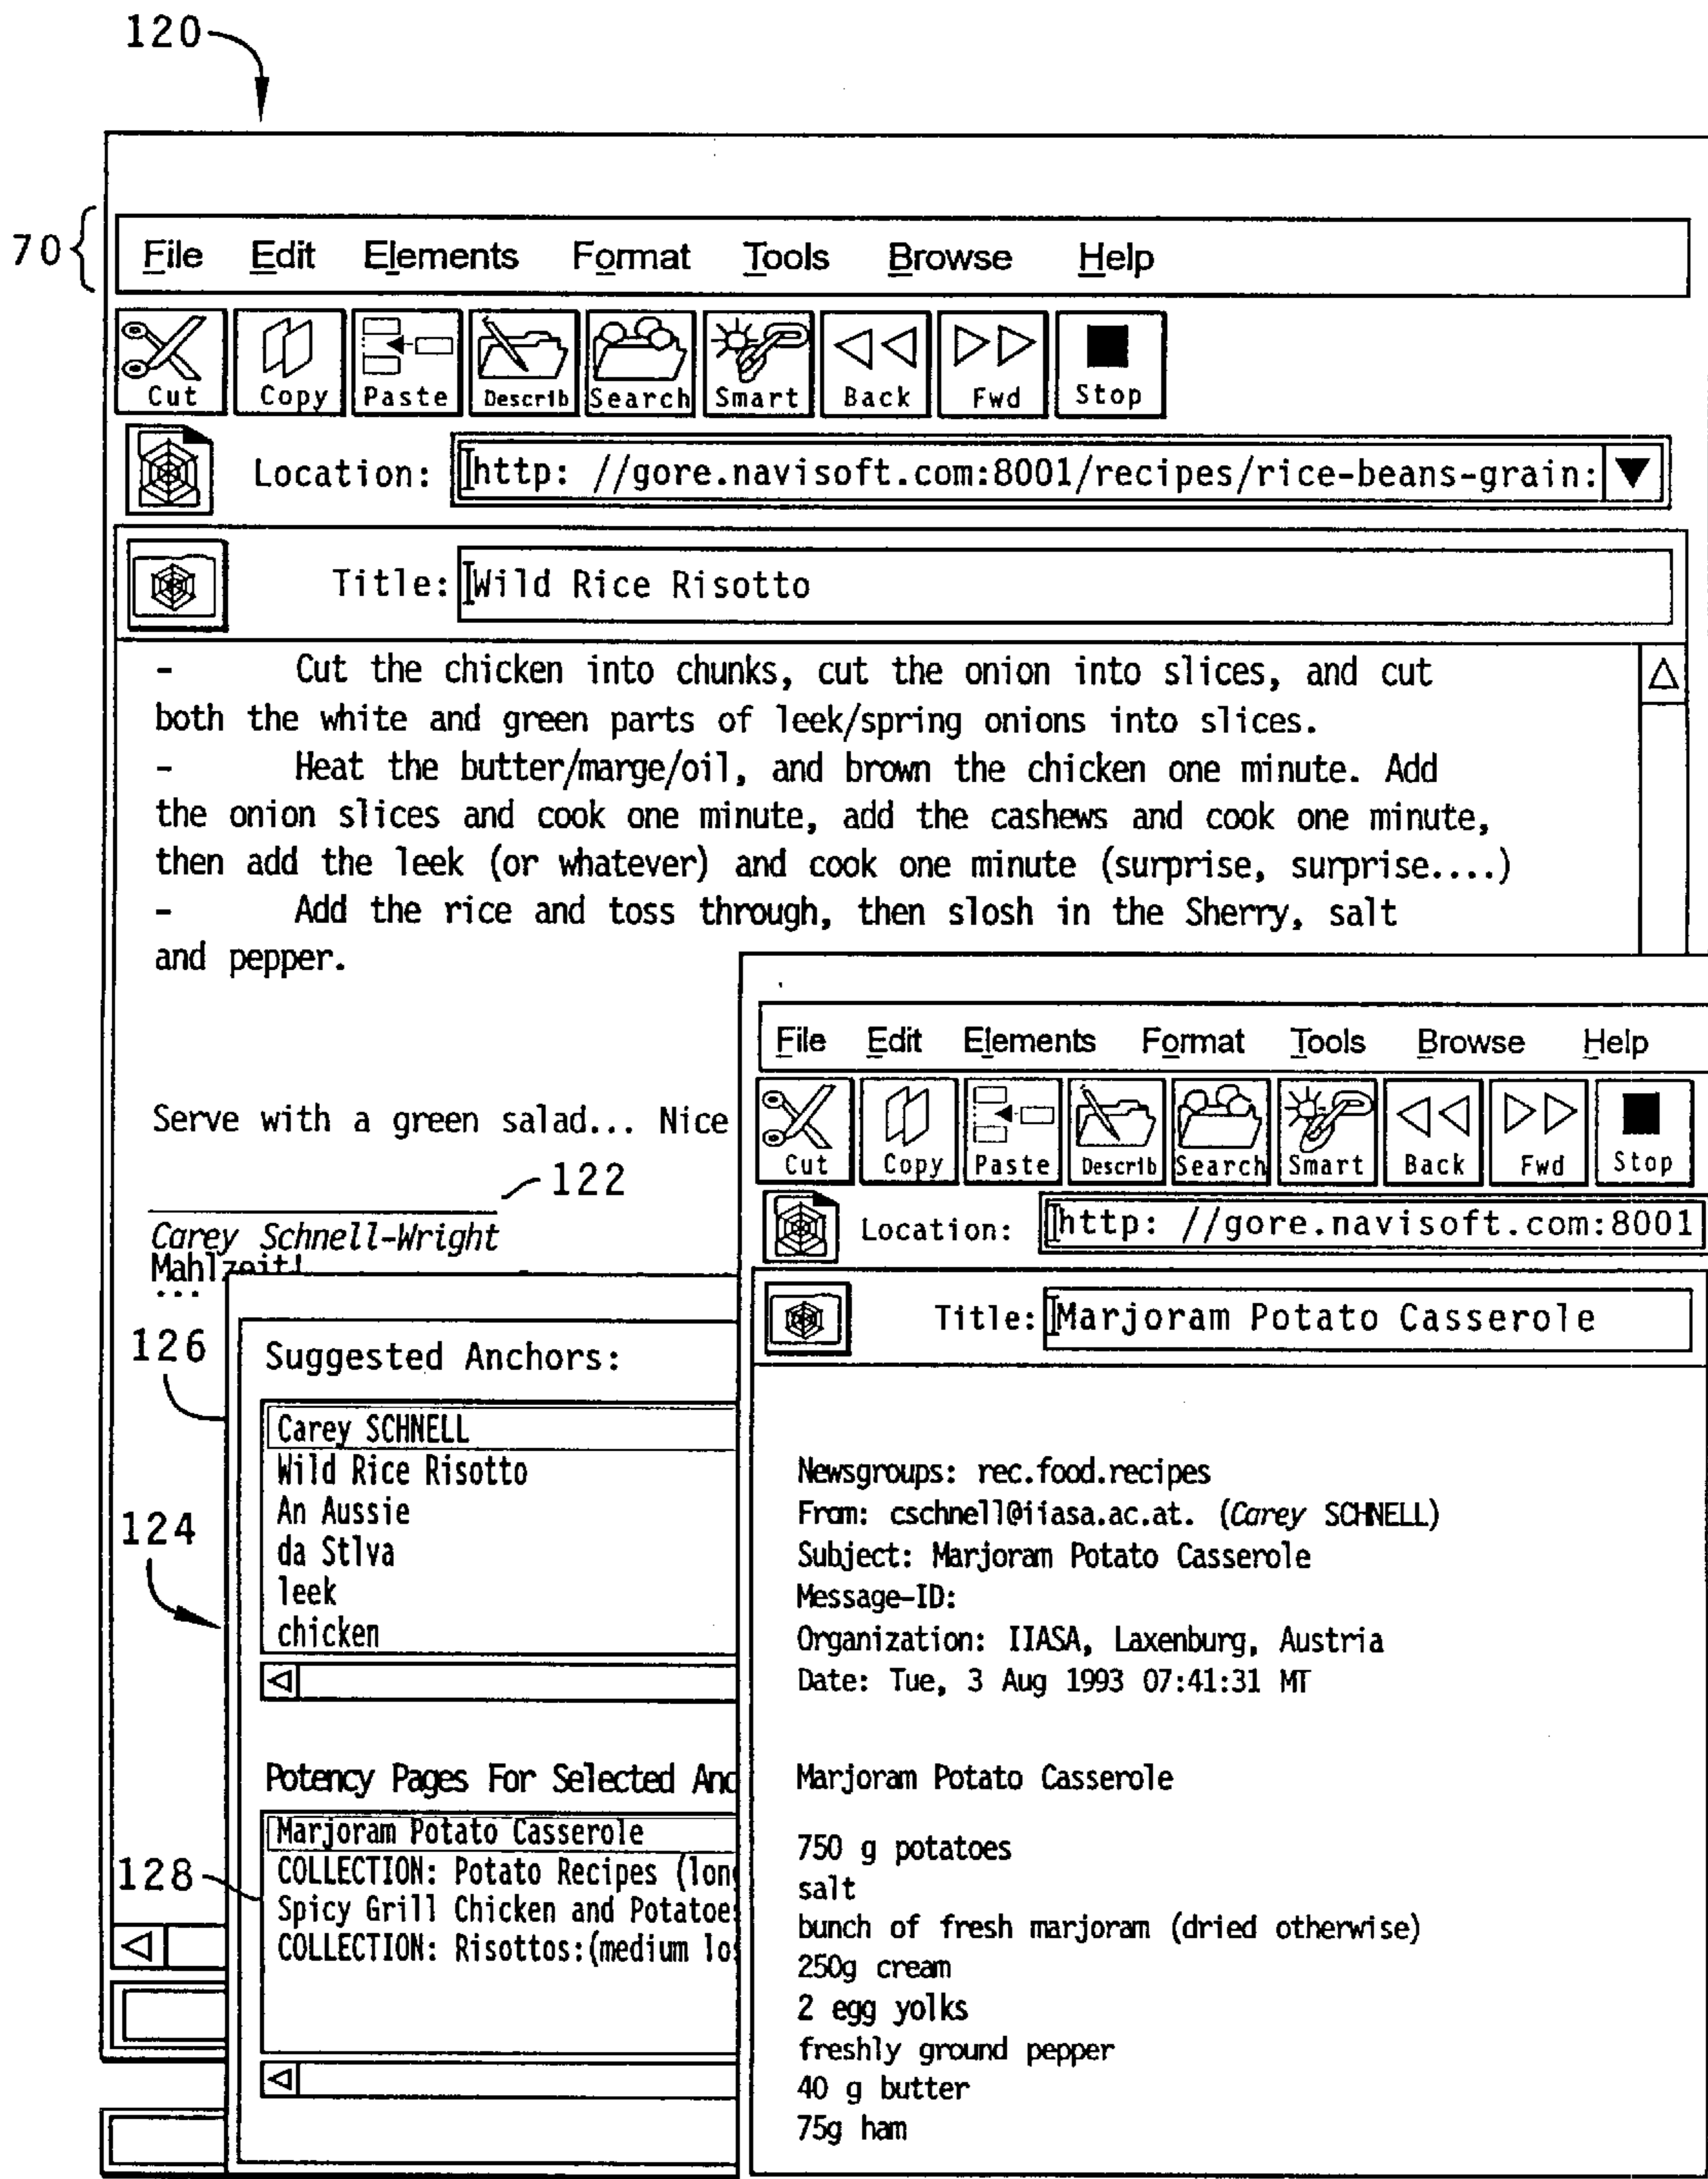 120
70
File Edit Elements Format Tools Browse Help
Cut Copy Paste Describ Search Smart Back Fwd Stop
Location: http: //gore.navisoft.com:8001/recipes/rice-beans-grain:
Title: Wild Rice Risotto
- Cut the chicken into chunks, cut the onion into slices, and cut
both the white and green parts of leek/spring onions into slices.
- Heat the butter/marge/oil, and brown the chicken one minute. Add
the onion slices and cook one minute, add the cashews and cook one minute,
then add the leek (or whatever) and cook one minute (surprise, surprise....)
- Add the rice and toss through, then slosh in the Sherry, salt
and pepper.
Serve with a green salad... Nice
122
Carey Schnell-Wright
Mahlzeit!
...
126
124
Suggested Anchors:
Carey SCHNELL
Wild Rice Risotto
An Aussie
da Stlva
leek
chicken
Potency Pages For Selected Anc
128
Marjoram Potato Casserole
COLLECTION: Potato Recipes (lon
Spicy Grill Chicken and Potatoe
COLLECTION: Risottos:(medium lo
File Edit Elements Format Tools Browse Help
Cut Copy Paste Describ Search Smart Back Fwd Stop
Location: http: //gore.navisoft.com:8001
Title: Marjoram Potato Casserole
Newsgroups: rec.food.recipes
From: cschnell@iiasa.ac.at. (Carey SCHNELL)
Subject: Marjoram Potato Casserole
Message-ID:
Organization: IIASA, Laxenburg, Austria
Date: Tue, 3 Aug 1993 07:41:31 MT
Marjoram Potato Casserole
750 g potatoes
salt
bunch of fresh marjoram (dried otherwise)
250g cream
2 egg yolks
freshly ground pepper
40 g butter
75g ham